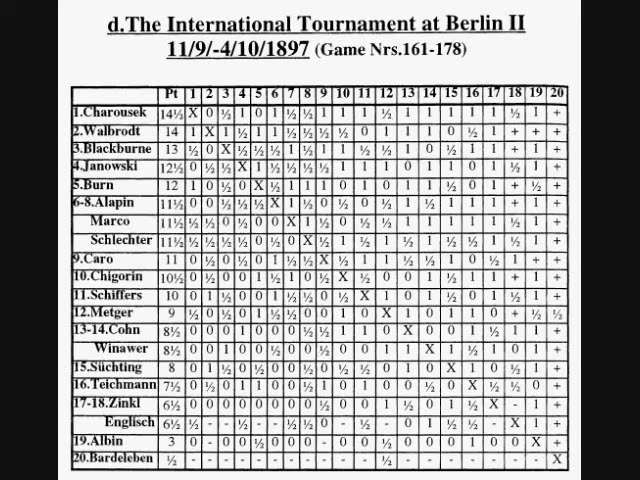 d.The International Tournament at Berlin II
11/9/-4/10/1897 (Game Nrs.161-178)
Pt 1 2 3 4 5 6 7 8 9 10 11 12 13 14 15 16 17 18 19 20
1.Charousek 14½ X 0 ½ 1 0 1 ½ ½ 1 1 1 ½ 1 1 1 1 1 ½ 1 +
2.Walbrodt 14 1 X 1 ½ 1 1 ½ ½ ½ ½ 0 1 1 1 0 ½ 1 + + +
3.Blackburne 13 ½ 0 X ½ ½ ½ 1 ½ 1 1 ½ ½ 1 0 ½ 1 1 + 1 +
4.Janowski 12½ 0 ½ ½ X 1 ½ ½ ½ ½ 1 1 1 0 1 1 0 1 ½ 1 +
5.Burn 12 1 0 ½ 0 X ½ 1 1 1 0 1 0 1 1 ½ 0 1 + ½ +
6-8.Alapin 11½ 0 0 ½ ½ ½ X 1 ½ 0 ½ 0 ½ 1 ½ 1 1 1 + 1 +
Marco 11½ ½ ½ 0 ½ 0 0 X 1 ½ 0 ½ ½ 1 1 1 1 1 ½ 1 +
Schlechter 11½ ½ ½ ½ ½ 0 ½ 0 X ½ 1 ½ 1 ½ 1 ½ ½ 1 ½ 1 +
9.Caro 11 0 ½ 0 ½ 0 1 ½ ½ X ½ 1 1 ½ ½ 1 0 ½ 1 + +
10.Chigorin 10½ 0 ½ 0 0 1 ½ 1 0 ½ X ½ 0 0 1 ½ 1 1 + 1 +
11.Schiffers 10 0 1 ½ 0 0 1 ½ ½ 0 ½ X 1 0 1 ½ 0 1 ½ 1 +
12.Metger 9 ½ 0 ½ 0 1 ½ ½ 0 0 1 0 X 1 0 1 1 0 + ½ ½
13-14.Cohn 8½ 0 0 0 1 0 0 0 ½ ½ 1 1 0 X 0 0 1 ½ 1 1 +
Winawer 8½ 0 0 1 0 0 ½ 0 0 ½ 0 0 1 1 X 1 ½ 1 0 1 +
15.Süchting 8 0 1 ½ 0 ½ 0 0 ½ 0 ½ ½ 0 1 0 X 1 0 ½ 1 +
16.Teichmann 7½ 0 ½ 0 1 1 0 0 ½ 1 0 1 0 0 ½ 0 X ½ ½ 0 +
17-18.Zinkl 6½ 0 0 0 0 0 0 0 0 ½ 0 0 1 ½ 0 1 ½ X - 1 +
Englisch 6½ ½ - - ½ - - ½ ½ 0 - ½ - 0 1 ½ ½ - X 1 +
19.Albin 3 0 - 0 0 ½ 0 0 0 - 0 0 ½ 0 0 0 1 0 0 X +
20.Bardeleben ½ - - - - - - - - - - - ½ - - - - - - - X